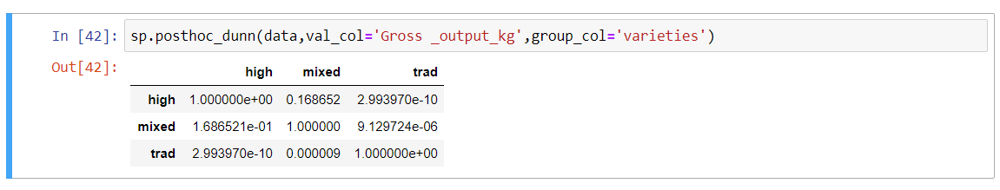 In [42]: sp.posthoc_dunn(data,val_col='Gross _output_kg',group_col='varieties')
Out[42]:
high mixed trad
high 1.000000e+00 0.168652 2.993970e-10
mixed 1.686521e-01 1.000000 9.129724e-06
trad 2.993970e-10 0.000009 1.000000e+00